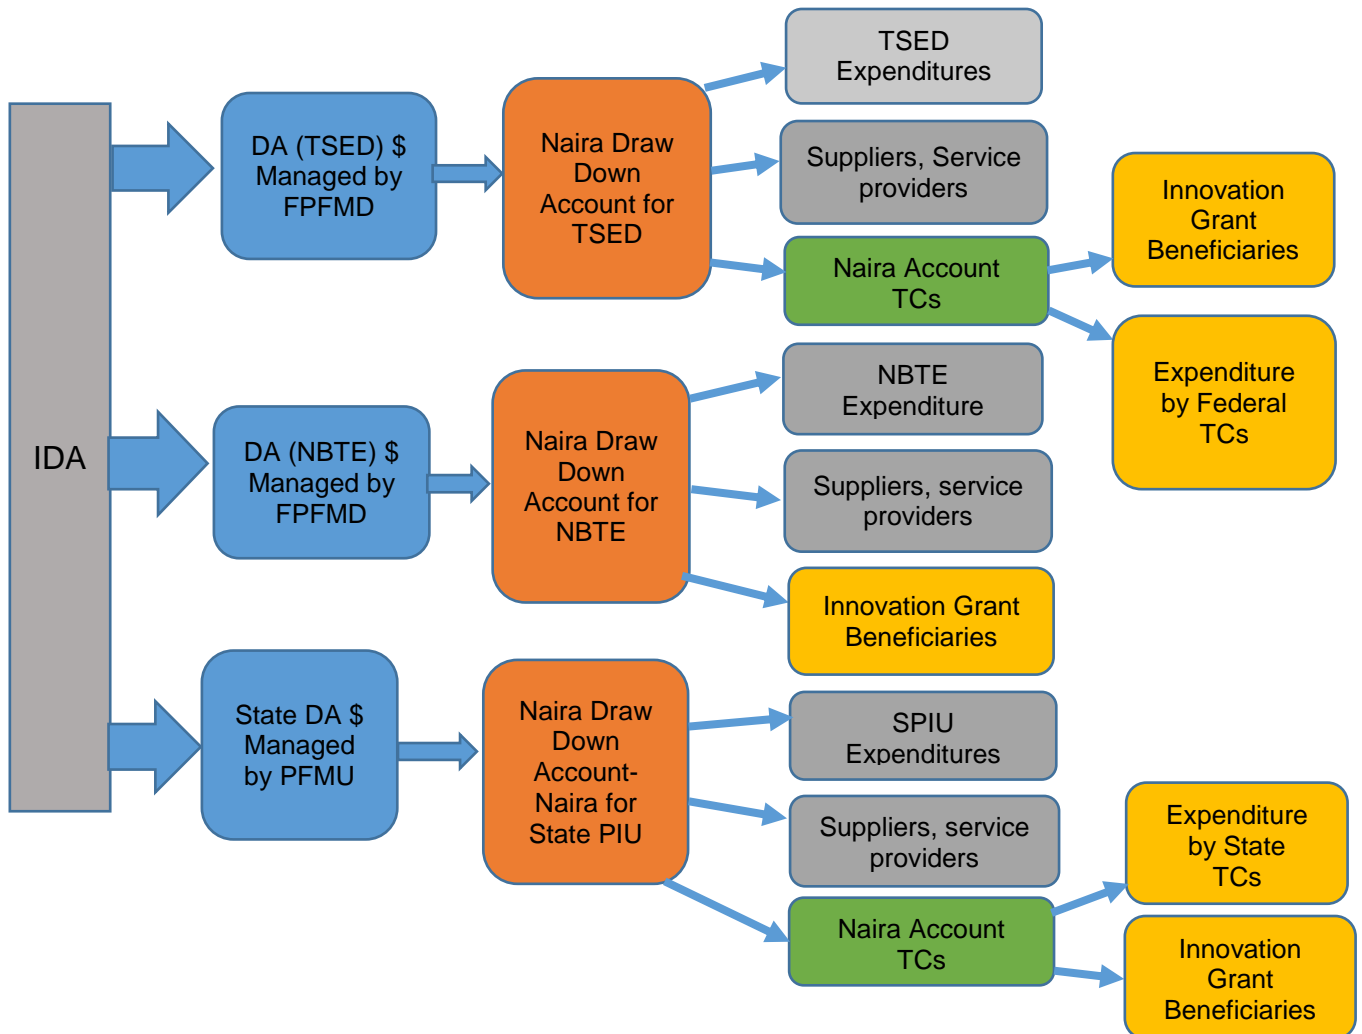 IDA
DA (TSED) $
Managed by
FPFMD
Naira Draw
Down
Account for
TSED
TSED
Expenditures
Suppliers, Service
providers
Naira Account
TCs
Innovation
Grant
Beneficiaries
Expenditure
by Federal
TCs
DA (NBTE) $
Managed by
FPFMD
Naira Draw
Down
Account for
NBTE
NBTE
Expenditure
Suppliers, service
providers
Innovation Grant
Beneficiaries
State DA $
Managed
by PFMU
Naira Draw
Down
Account-
Naira for
State PIU
SPIU
Expenditures
Suppliers, service
providers
Naira Account
TCs
Expenditure
by State
TCs
Innovation
Grant
Beneficiaries